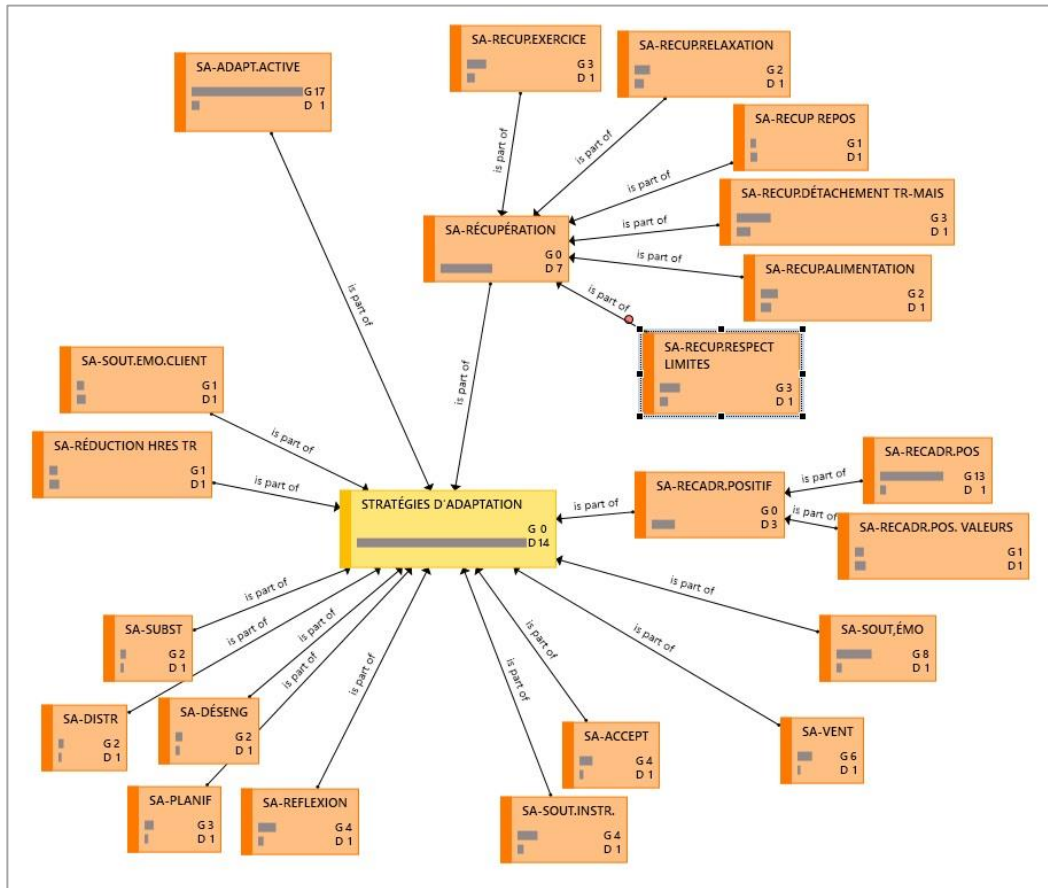 SA-ADAPT.ACTIVE
G 17
D 1
SA-RECUP.EXERCICE
G 3
D 1
SA-RECUP.RELAXATION
G 2
D 1
SA-RECUP REPOS
G 1
D 1
SA-RECUP.DÉTACHEMENT TR-MAIS
G 3
D 1
SA-RÉCUPÉRATION
G 0
D 7
SA-RECUP.ALIMENTATION
G 2
D 1
SA-RECUP.RESPECT
LIMITES
G 3
D 1
is part of
is part of
is part of
is part of
is part of
is part of
is part of
is part of
SA-SOUT.EMO.CLIENT
G 1
D 1
is part of
SA-RÉDUCTION HRES TR
G 1
D 1
is part of
STRATÉGIES D'ADAPTATION
G 0
D 14
SA-RECADR.POSITIF
G 0
D 3
is part of
SA-RECADR.POS
G 13
D 1
is part of
SA-RECADR.POS. VALEURS
G 1
D 1
is part of
SA-SUBST
G 2
D 1
is part of
SA-DISTR
G 2
D 1
is part of
SA-DÉSENG
G 2
D 1
is part of
SA-PLANIF
G 3
D 1
is part of
SA-REFLEXION
G 4
D 1
is part of
SA-SOUT.INSTR.
G 4
D 1
is part of
SA-ACCEPT
G 4
D 1
is part of
SA-VENT
G 6
D 1
is part of
SA-SOUT,ÉMO
G 8
D 1
is part of